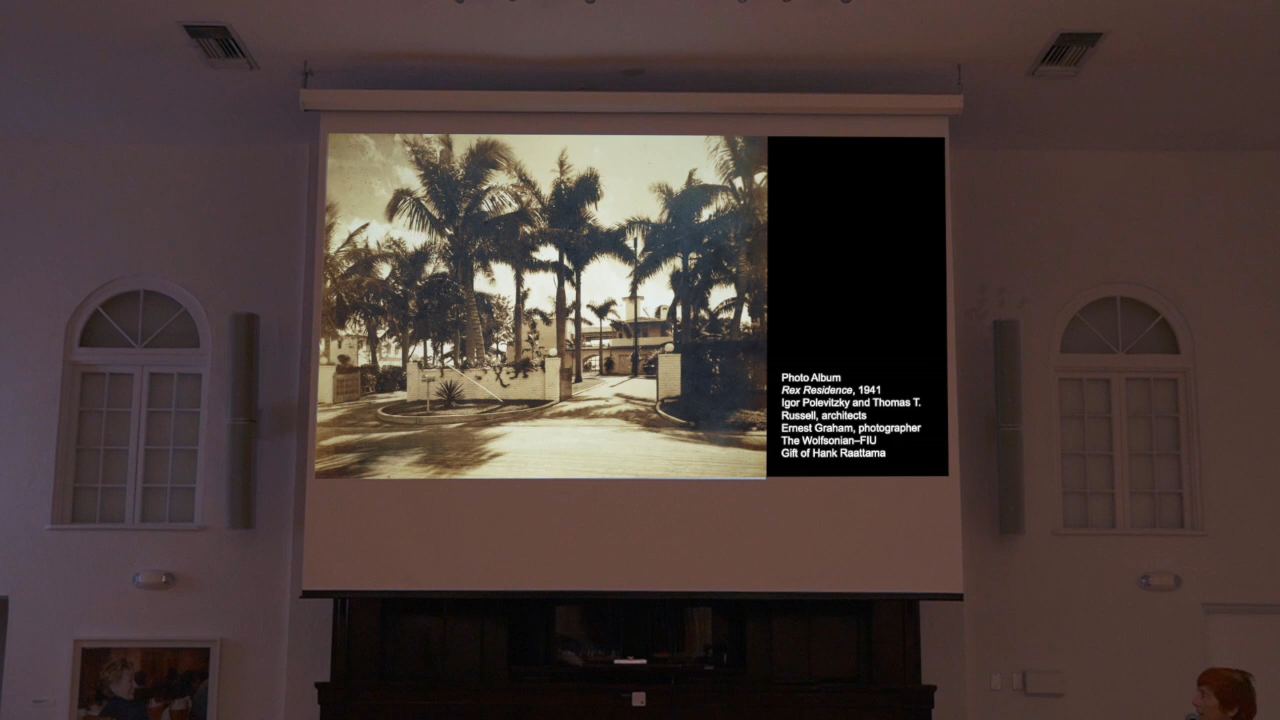 Photo Album
Rex Residence, 1941
Igor Polevitzky and Thomas T.
Russell, architects
Ernest Graham, photographer
The Wolfsonian–FIU
Gift of Hank Raattama